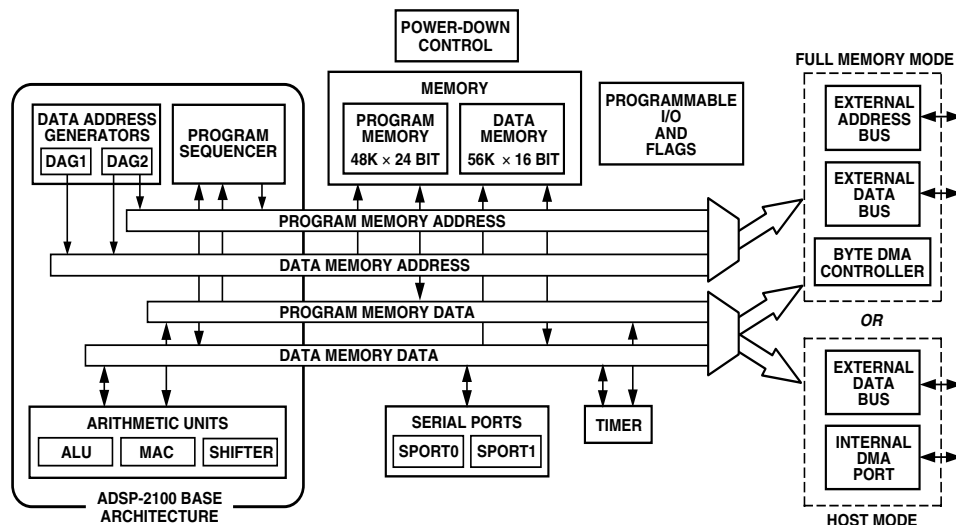 POWER-DOWN
CONTROL
FULL MEMORY MODE
MEMORY
PROGRAM
MEMORY
48K × 24 BIT
DATA
MEMORY
56K × 16 BIT
PROGRAMMABLE
I/O
AND
FLAGS
EXTERNAL
ADDRESS
BUS
EXTERNAL
DATA
BUS
BYTE DMA
CONTROLLER
DATA ADDRESS
GENERATORS
DAG1
DAG2
PROGRAM
SEQUENCER
PROGRAM MEMORY ADDRESS
DATA MEMORY ADDRESS
PROGRAM MEMORY DATA
DATA MEMORY DATA
OR
EXTERNAL
DATA
BUS
INTERNAL
DMA
PORT
HOST MODE
ARITHMETIC UNITS
ALU
MAC
SHIFTER
SERIAL PORTS
SPORT0
SPORT1
TIMER
ADSP-2100 BASE
ARCHITECTURE